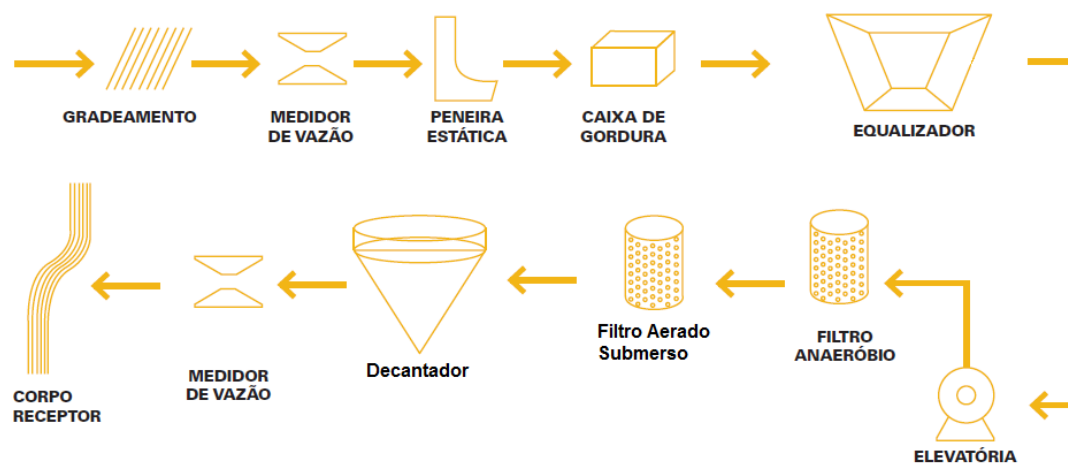 GRADEAMENTO
MEDIDOR
DE VAZÃO
PENEIRA
ESTÁTICA
CAIXA DE
GORDURA
EQUALIZADOR
CORPO
RECEPTOR
MEDIDOR
DE VAZÃO
Decantador
Filtro Aerado
Submerso
FILTRO
ANAERÓBIO
ELEVATÓRIA